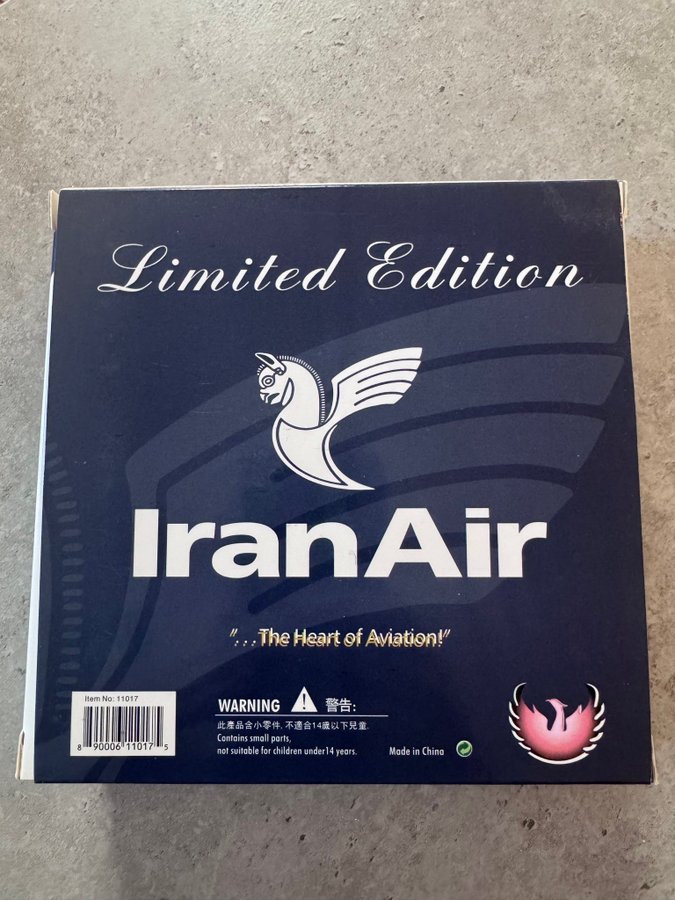 Limited Edition
IranAir
"...The Heart of Aviation!"
Item No: 11017
8 90006 11017 5
WARNING 警告:
此產品含小零件, 不適合14歲以下兒童.
Contains small parts,
not suitable for children under14 years.
Made in China